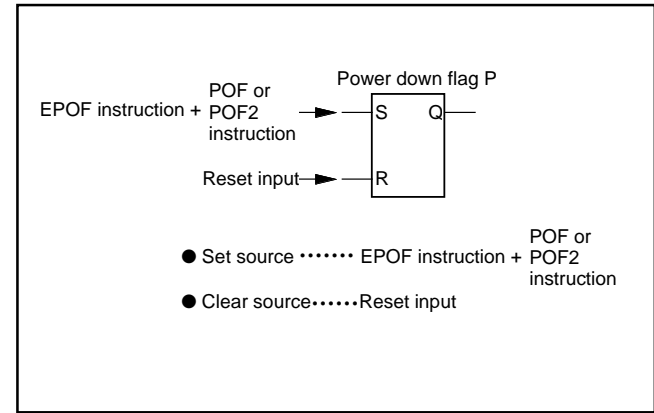 Power down flag P
EPOF instruction + POF or
POF2
instruction
S Q
Reset input
R
● Set source ······· EPOF instruction + POF or
POF2
instruction
● Clear source ······ Reset input